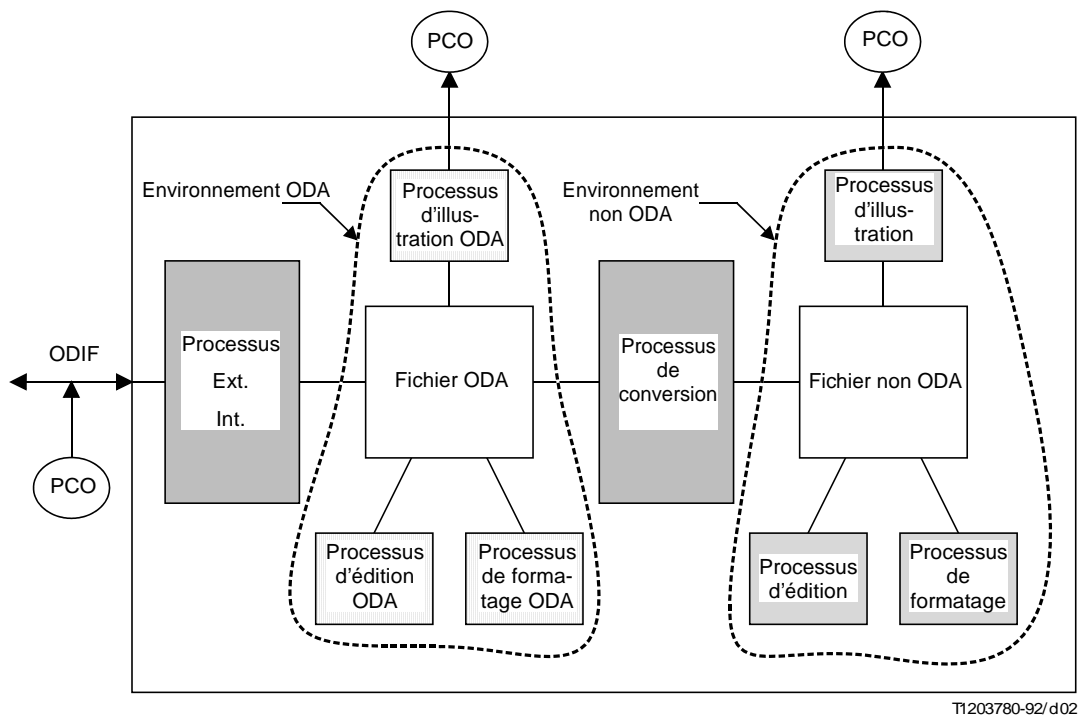 PCO
PCO
Environnement ODA
Processus
d'illus-
tration ODA
Environnement
non ODA
Processus
d'illus-
tration
ODIF
Processus
Ext.
Int.
Fichier ODA
Processus
de
conversion
Fichier non ODA
PCO
Processus
d'édition
ODA
Processus
de forma-
tage ODA
Processus
d'édition
Processus
de
formatage
T1203780-92/d02